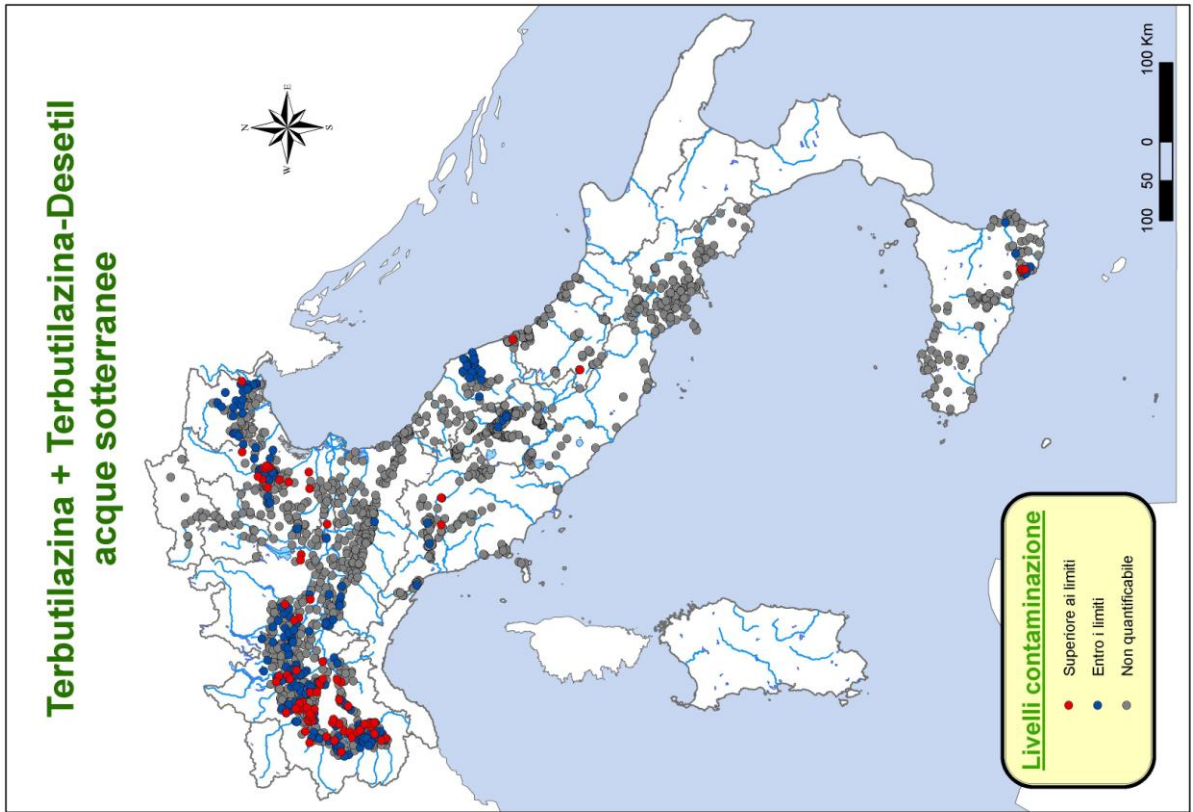 Terbutilazina + Terbutilazina-Desetil
acque sotterranee
N
W
E
S
Livelli contaminazione
Superiore ai limiti
Entro i limiti
Non quantificabile
100 50 0 100 Km